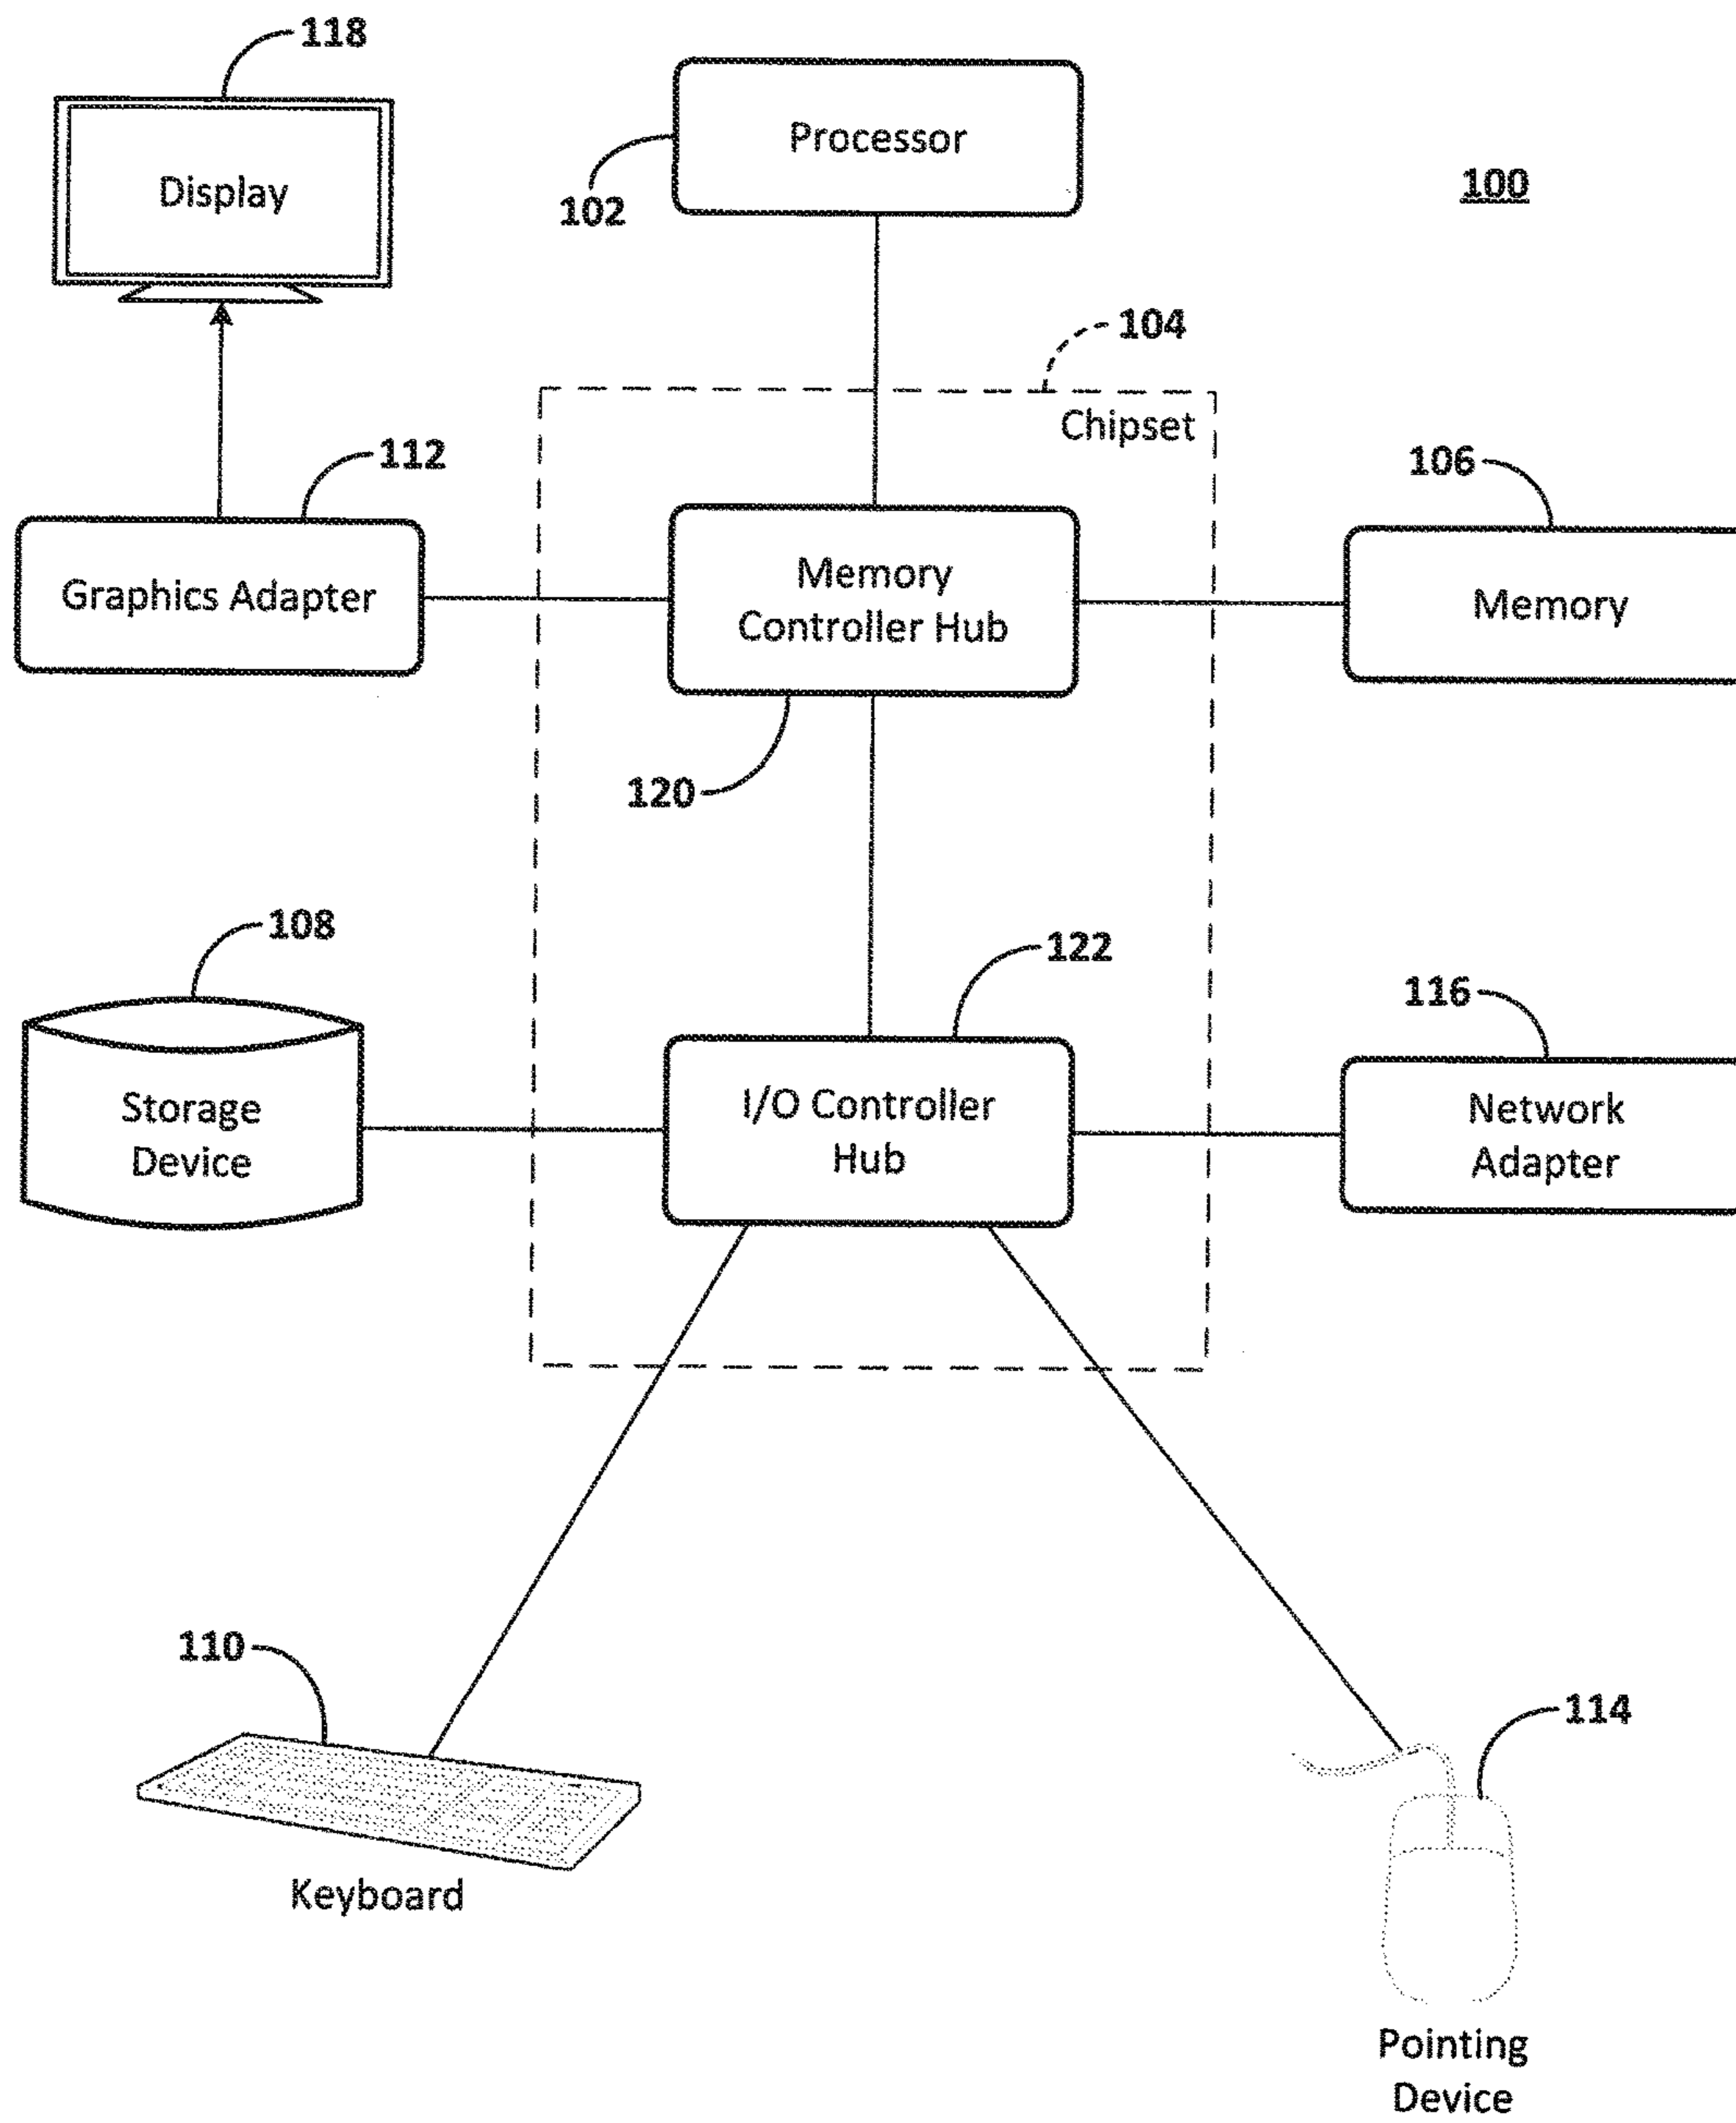 118
Display
Processor
102
100
104
Chipset
112
106
Graphics Adapter
Memory
Controller Hub
Memory
120
108
122
116
Storage
Device
I/O Controller
Hub
Network
Adapter
110
114
Keyboard
Pointing
Device